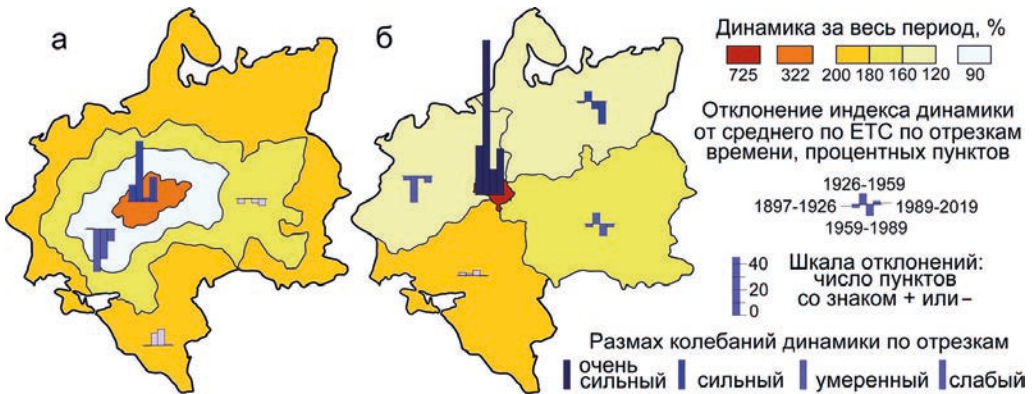 а
б
Динамика за весь период, %
725 322 200 180 160 120 90
Отклонение индекса динамики
от среднего по ЕТС по отрезкам
времени, процентных пунктов
1926-1959
1897-1926 1989-2019
1959-1989
40
20
0
Шкала отклонений:
число пунктов
со знаком + или–
Размах колебаний динамики по отрезкам
очень
сильный сильный умеренный слабый